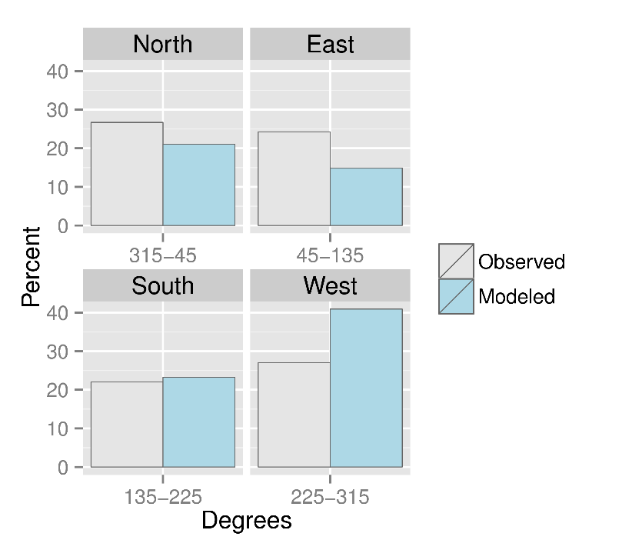 North East
40
30
20
10
0
315–45 45–135
South West
40
30
20
10
0
135–225 225–315
Percent
Degrees
Observed
Modeled